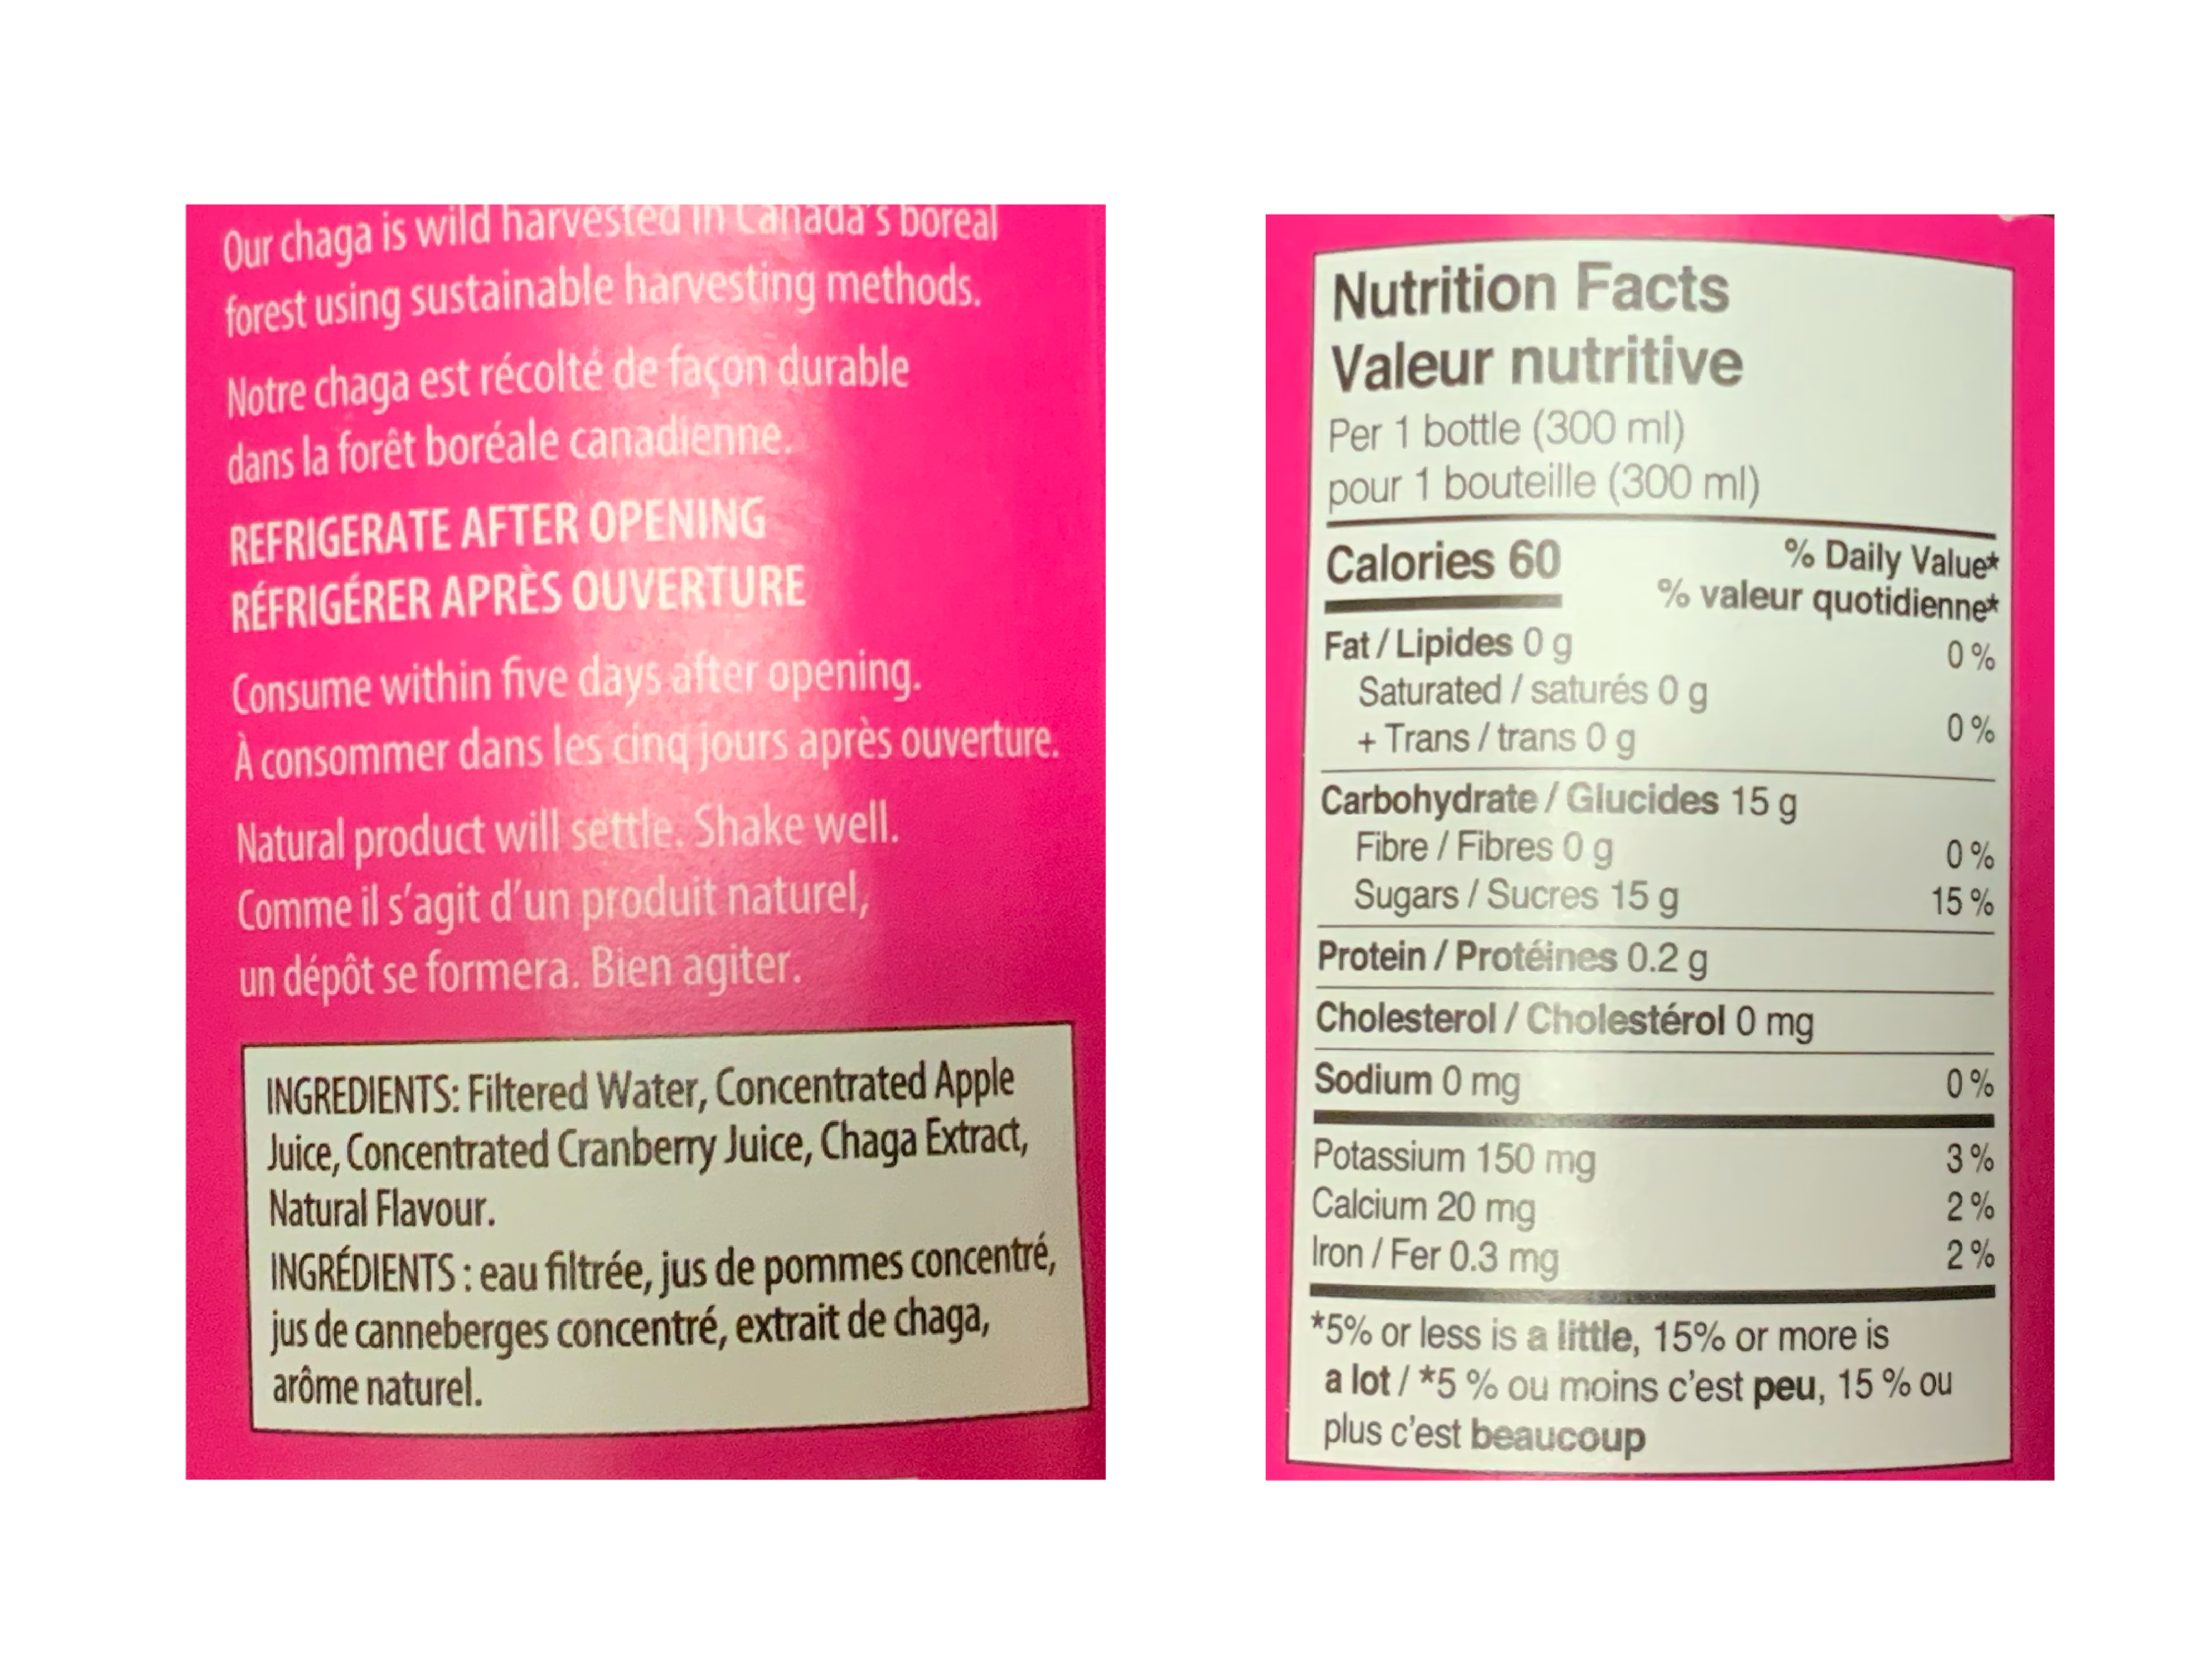 Our chaga is wild harvested in Canada's boreal
forest using sustainable harvesting methods.
Notre chaga est récolté de façon durable
dans la forêt boréale canadienne.
REFRIGERATE AFTER OPENING
RÉFRIGÉRER APRÈS OUVERTURE
Consume within five days after opening.
À consommer dans les cinq jours après ouverture.
Natural product will settle. Shake well.
Comme il s'agit d'un produit naturel,
un dépôt se formera. Bien agiter.
INGREDIENTS: Filtered Water, Concentrated Apple
Juice, Concentrated Cranberry Juice, Chaga Extract,
Natural Flavour.
INGRÉDIENTS : eau filtrée, jus de pommes concentré,
jus de canneberges concentré, extrait de chaga,
arôme naturel.
Nutrition Facts
Valeur nutritive
Per 1 bottle (300 ml)
pour 1 bouteille (300 ml)
Calories 60 % Daily Value*
% valeur quotidienne*
Fat / Lipides 0 g 0 %
Saturated / saturés 0 g
+ Trans / trans 0 g 0 %
Carbohydrate / Glucides 15 g
Fibre / Fibres 0 g 0 %
Sugars / Sucres 15 g 15 %
Protein / Protéines 0.2 g
Cholesterol / Cholestérol 0 mg
Sodium 0 mg 0 %
Potassium 150 mg 3 %
Calcium 20 mg 2 %
Iron / Fer 0.3 mg 2 %
*5% or less is a little, 15% or more is
a lot / *5 % ou moins c'est peu, 15 % ou
plus c'est beaucoup